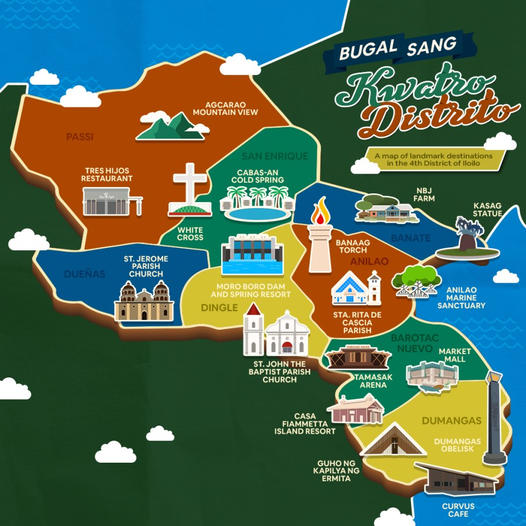 BUGAL SANG
Kwatro
Distrito
A map of landmark destinations
in the 4th District of Iloilo
AGCARAO
MOUNTAIN VIEW
PASSI
SAN ENRIQUE
TRES HIJOS
RESTAURANT
CABAS-AN
COLD SPRING
NBJ
FARM
KASAG
STATUE
WHITE
CROSS
BANATE
BANAAG
TORCH
ANILAO
ST. JEROME
PARISH
CHURCH
DUEÑAS
MORO BORO DAM
AND SPRING RESORT
ANILAO
MARINE
SANCTUARY
DINGLE
STA. RITA DE
CASCIA
PARISH
BAROTAC
NUEVO
MARKET
MALL
ST. JOHN THE
BAPTIST PARISH
CHURCH
TAMASAK
ARENA
CASA
FIAMMETTA
ISLAND RESORT
DUMANGAS
DUMANGAS
OBELISK
GUHO NG
KAPILYA NG
ERMITA
CURVUS
CAFE